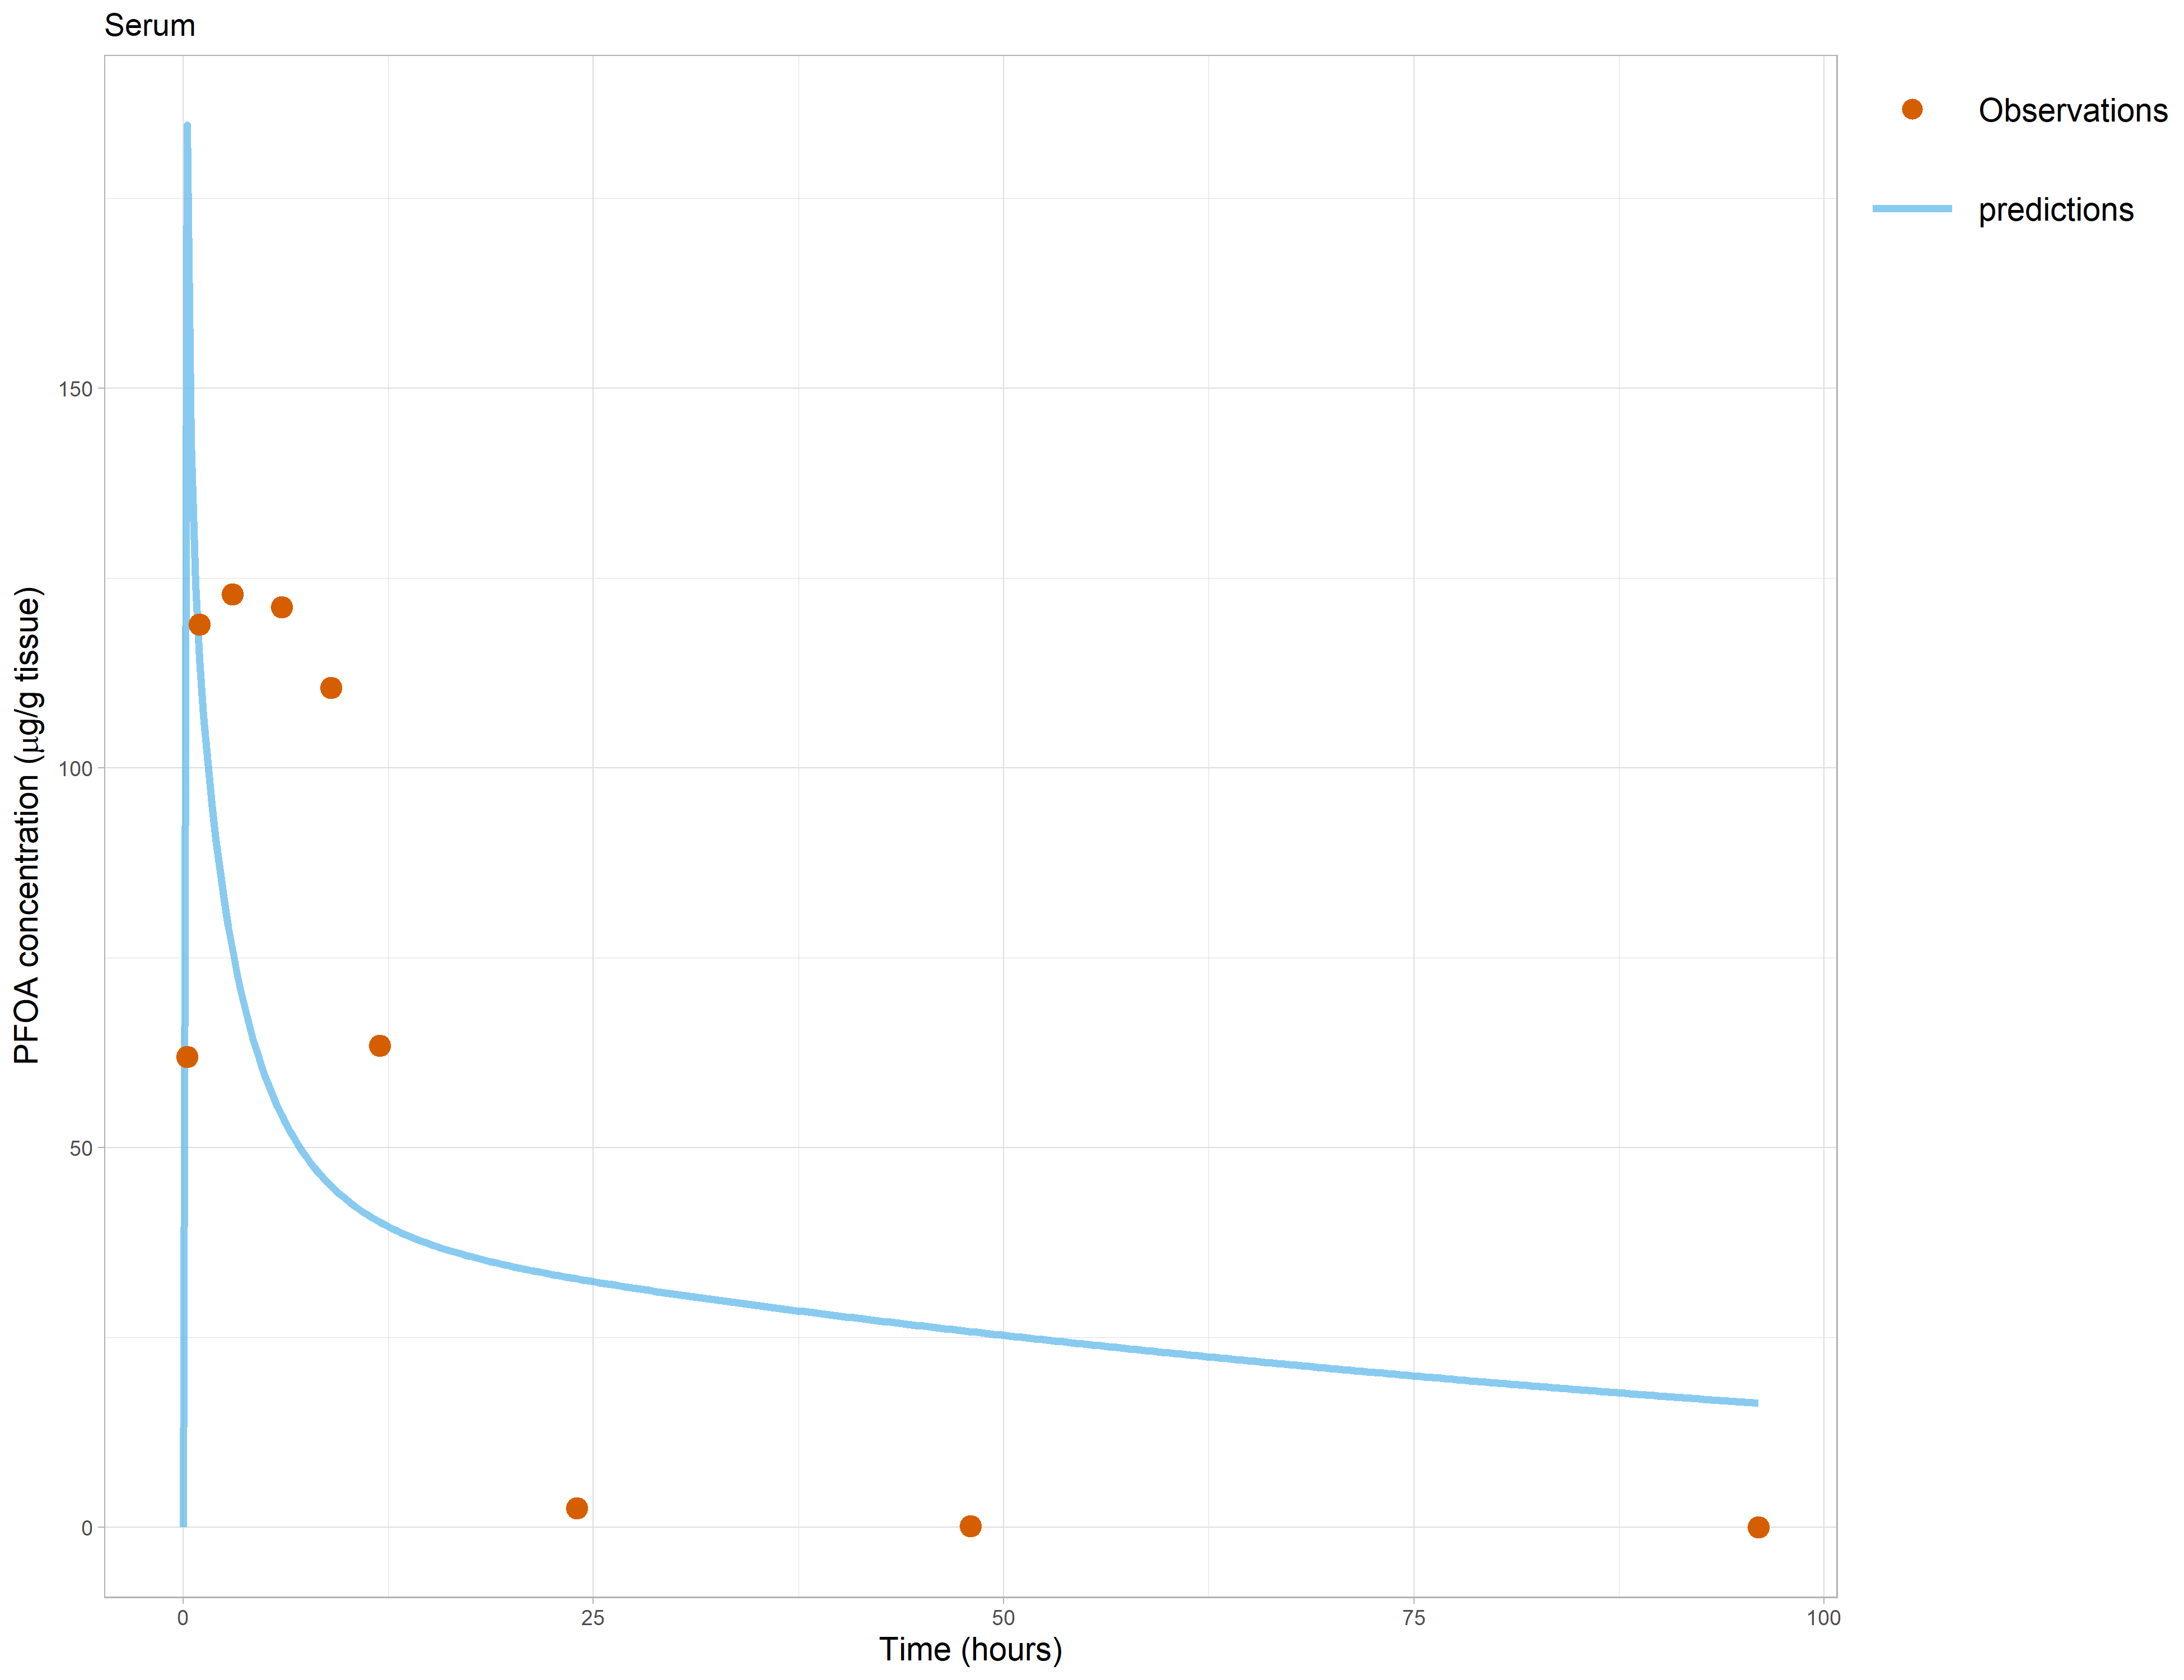 Serum
Observations
predictions
PFOA concentration (μg/g tissue)
150
100
50
0
0 25 50 75 100
Time (hours)